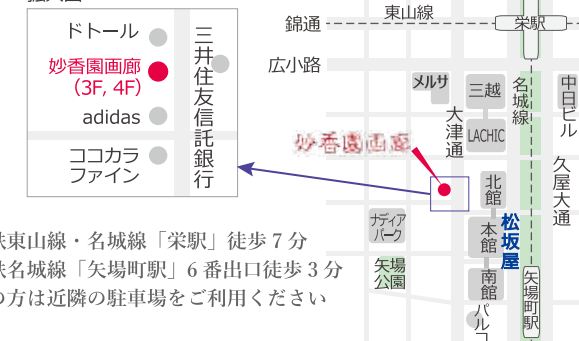 ドトール
妙香園画廊
(3F, 4F)
adidas
ココカラ
ファイン
三井住友信託銀行
錦通
東山線
栄駅
広小路
メルサ
三越
名城線
中日ビル
大津通
LACHIC
妙香園画廊
久屋大通
北館
松坂屋
ナディア
パーク
本館
矢場
公園
南館
矢場町駅
パルコ
東山線・名城線「栄駅」徒歩 7 分
名城線「矢場町駅」6 番出口徒歩 3 分
の方は近隣の駐車場をご利用ください